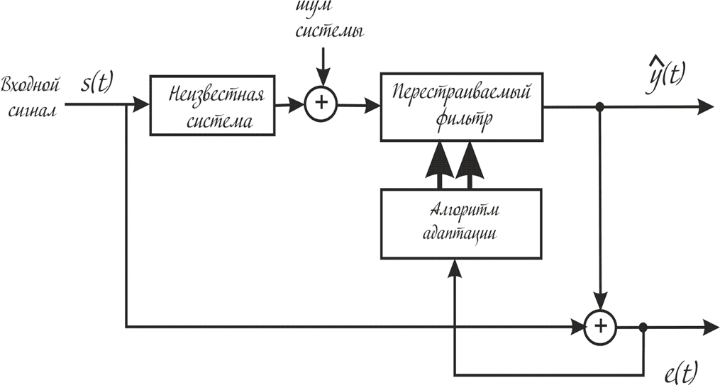 шум
системы
Входной
сигнал
s(t)
Неизвестная
система
+
Перестраиваемый
фильтр
ŷ(t)
Алгоритм
адаптации
+
e(t)